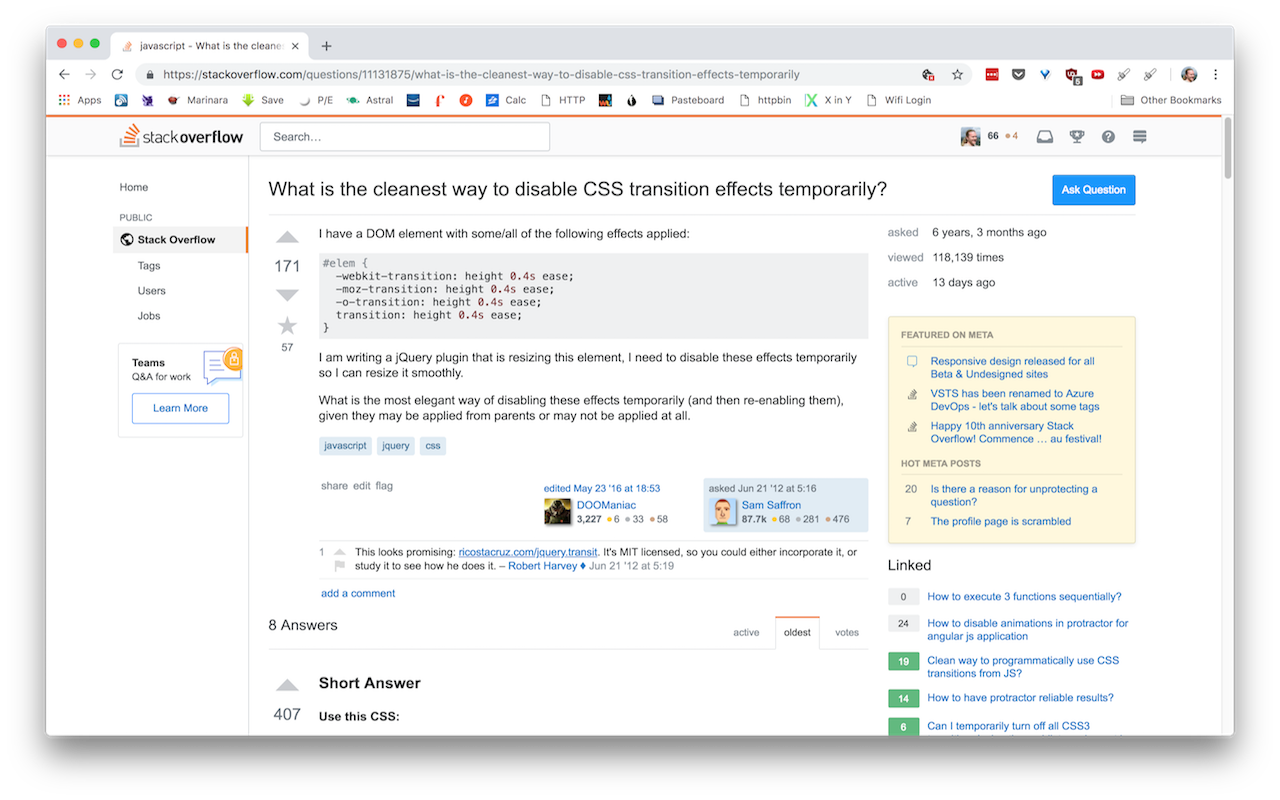 javascript - What is the cleane
https://stackoverflow.com/questions/11131875/what-is-the-cleanest-way-to-disable-css-transition-effects-temporarily
5
Apps Marinara Save P/E Astral Calc HTTP Pasteboard httpbin X in Y Wifi Login Other Bookmarks
stackoverflow Search… 66 4
Home
PUBLIC
Stack Overflow
Tags
Users
Jobs
Teams
Q&A for work
Learn More
What is the cleanest way to disable CSS transition effects temporarily?
Ask Question
171
57
I have a DOM element with some/all of the following effects applied:
#elem {
-webkit-transition: height 0.4s ease;
-moz-transition: height 0.4s ease;
-o-transition: height 0.4s ease;
transition: height 0.4s ease;
}
I am writing a jQuery plugin that is resizing this element, I need to disable these effects temporarily
so I can resize it smoothly.
What is the most elegant way of disabling these effects temporarily (and then re-enabling them),
given they may be applied from parents or may not be applied at all.
javascript jquery css
share edit flag
edited May 23 '16 at 18:53
DOOManiac
3,227 ●6 ●33 ●58
asked Jun 21 '12 at 5:16
Sam Saffron
87.7k ●68 ●281 ●476
1 This looks promising: ricostacruz.com/jquery.transit. It's MIT licensed, so you could either incorporate it, or
study it to see how he does it. – Robert Harvey ♦ Jun 21 '12 at 5:19
add a comment
8 Answers
active oldest votes
407
Short Answer
Use this CSS:
asked 6 years, 3 months ago
viewed 118,139 times
active 13 days ago
FEATURED ON META
Responsive design released for all
Beta & Undesigned sites
VSTS has been renamed to Azure
DevOps - let's talk about some tags
Happy 10th anniversary Stack
Overflow! Commence … au festival!
HOT META POSTS
20 Is there a reason for unprotecting a
question?
7 The profile page is scrambled
Linked
0 How to execute 3 functions sequentially?
24 How to disable animations in protractor for
angular js application
19 Clean way to programmatically use CSS
transitions from JS?
14 How to have protractor reliable results?
6 Can I temporarily turn off all CSS3